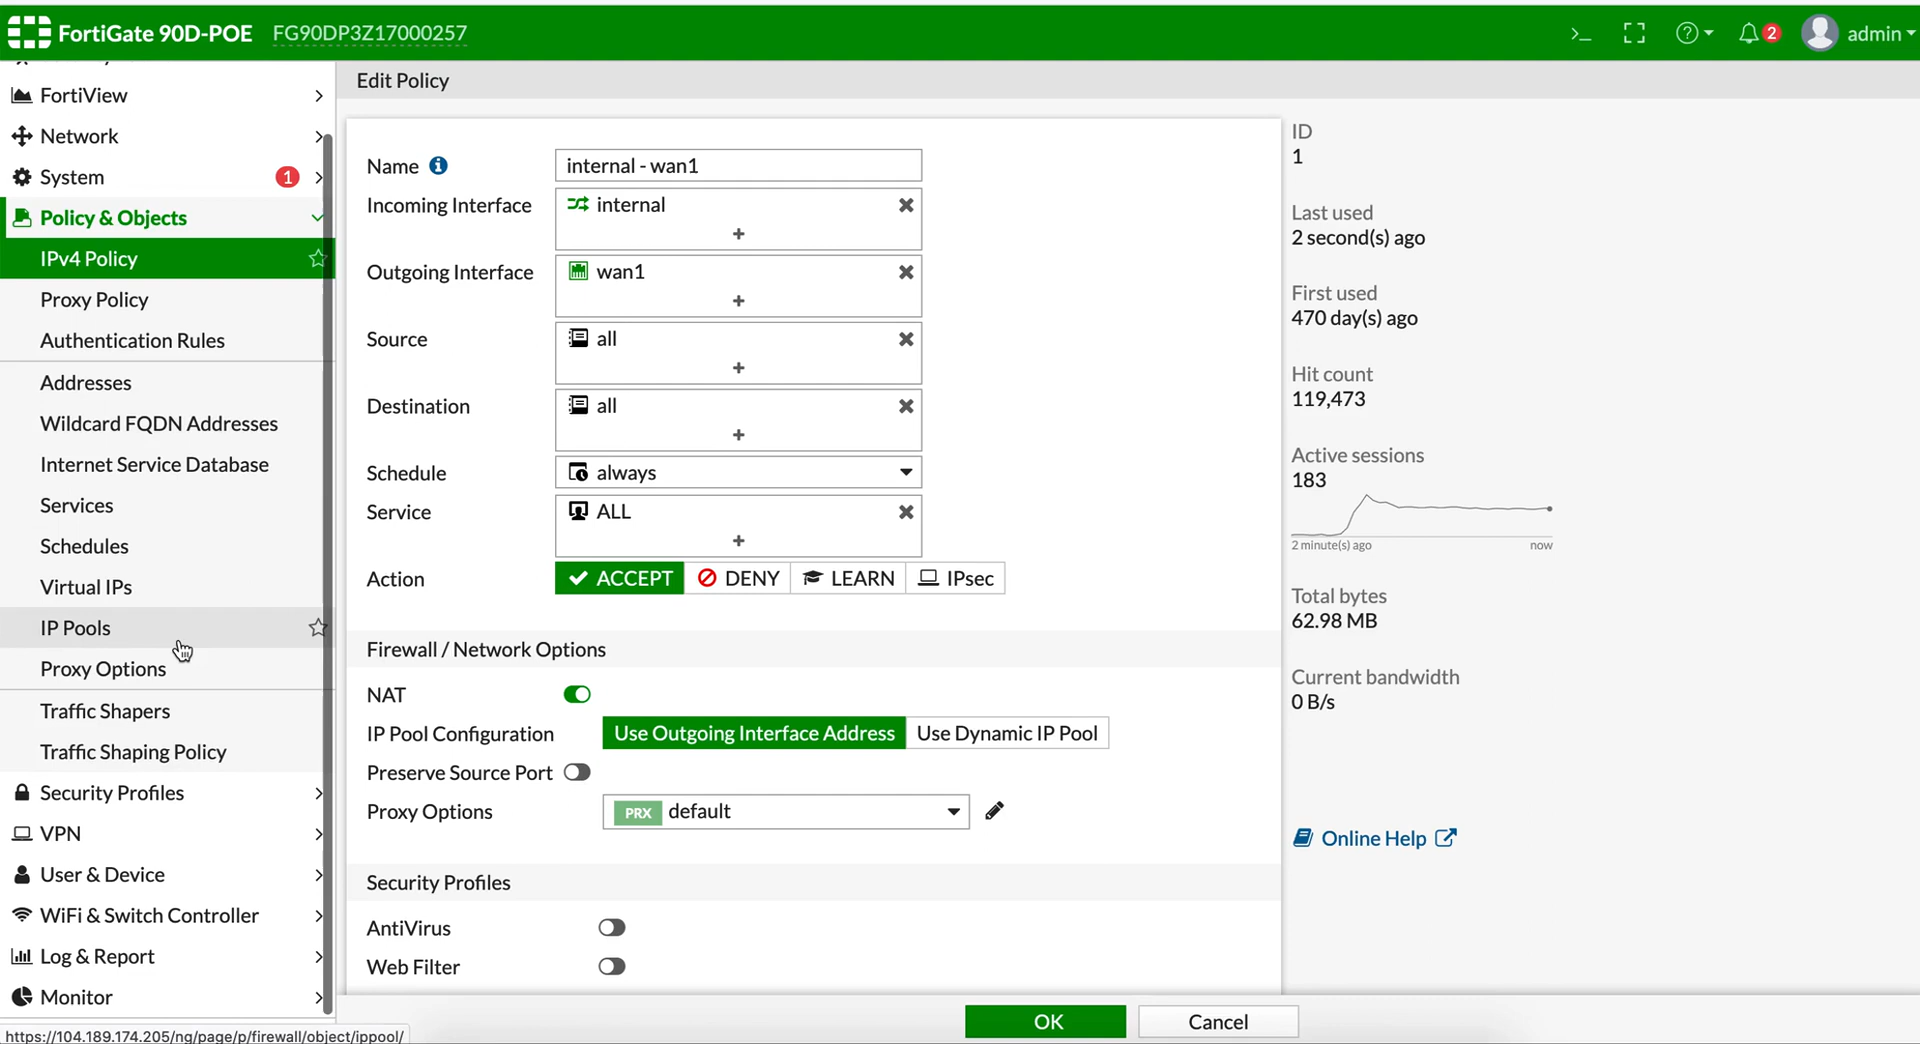 FortiGate 90D-POE FG90DP3Z17000257
2 admin
FortiView
Network
System 1
Policy & Objects
IPv4 Policy
Proxy Policy
Authentication Rules
Addresses
Wildcard FQDN Addresses
Internet Service Database
Services
Schedules
Virtual IPs
IP Pools
Proxy Options
Traffic Shapers
Traffic Shaping Policy
Security Profiles
VPN
User & Device
WiFi & Switch Controller
Log & Report
Monitor
https://104.189.174.205/ng/page/p/firewall/object/ippool/
Edit Policy
Name internal - wan1
Incoming Interface internal
Outgoing Interface wan1
Source all
Destination all
Schedule always
Service ALL
Action ACCEPT DENY LEARN IPsec
Firewall / Network Options
NAT
IP Pool Configuration Use Outgoing Interface Address Use Dynamic IP Pool
Preserve Source Port
Proxy Options PRX default
Security Profiles
AntiVirus
Web Filter
OK Cancel
ID
1
Last used
2 second(s) ago
First used
470 day(s) ago
Hit count
119,473
Active sessions
183
2 minute(s) ago now
Total bytes
62.98 MB
Current bandwidth
0 B/s
Online Help